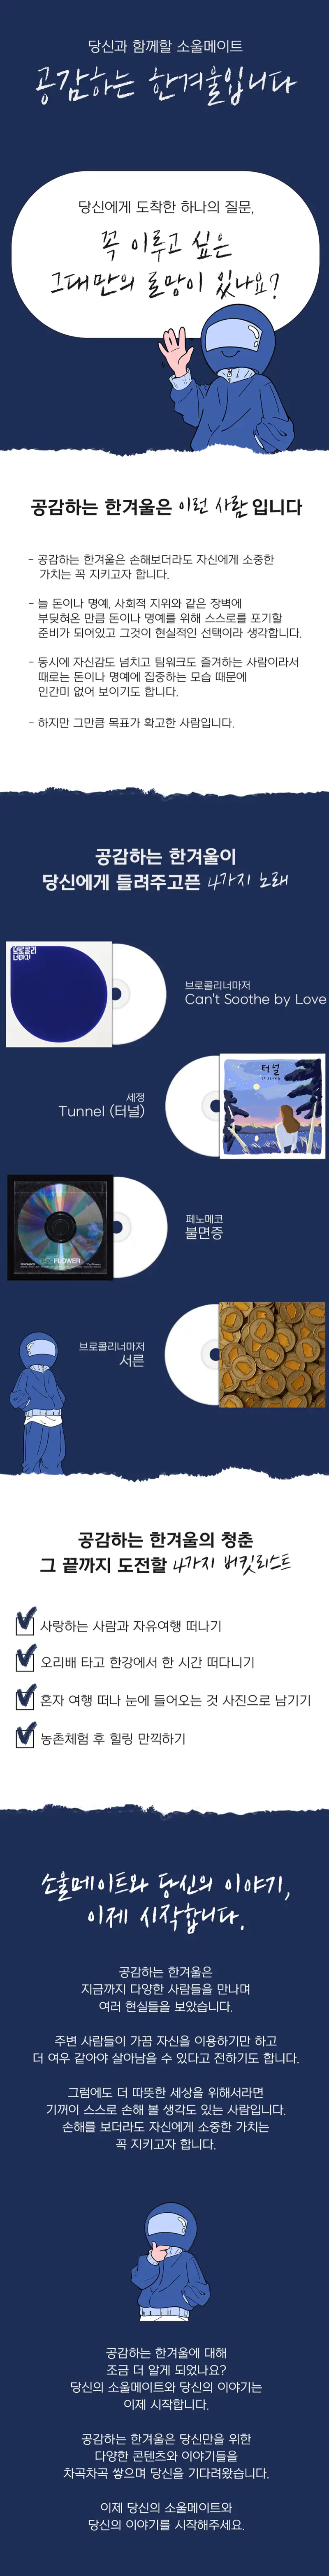 당신과 함께할 소울메이트
공감하는 한겨울입니다
당신에게 도착한 하나의 질문,
꼭 이루고 싶은
그대만의 로망이 있나요?
공감하는 한겨울은 이런 사람 입니다
- 공감하는 한겨울은 손해보더라도 자신에게 소중한
가치는 꼭 지키고자 합니다.
- 늘 돈이나 명예, 사회적 지위와 같은 장벽에
부딪혀온 만큼 돈이나 명예를 위해 스스로를 포기할
준비가 되어있고 그것이 현실적인 선택이라 생각합니다.
- 동시에 자신감도 넘치고 팀워크도 즐겨하는 사람이라서
때로는 돈이나 명예에 집중하는 모습 때문에
인간미 없어 보이기도 합니다.
- 하지만 그만큼 목표가 확고한 사람입니다.
공감하는 한겨울이
당신에게 들려주고픈 4가지 노래
브로콜리
너마저
브로콜리너마저
Can't Soothe by Love
세정
Tunnel (터널)
터널
FLOWER
페노메코
불면증
브로콜리너마저
서른
공감하는 한겨울의 청춘
그 끝까지 도전할 4가지 버킷리스트
사랑하는 사람과 자유여행 떠나기
오리배 타고 한강에서 한 시간 떠다니기
혼자 여행 떠나 눈에 들어오는 것 사진으로 남기기
농촌체험 후 힐링 만끽하기
소울메이트와 당신의 이야기,
이제 시작합니다.
공감하는 한겨울은
지금까지 다양한 사람들을 만나며
여러 현실들을 보았습니다.
주변 사람들이 가끔 자신을 이용하기만 하고
더 여우 같아야 살아남을 수 있다고 전하기도 합니다.
그럼에도 더 따뜻한 세상을 위해서라면
기꺼이 스스로 손해 볼 생각도 있는 사람입니다.
손해를 보더라도 자신에게 소중한 가치는
꼭 지키고자 합니다.
공감하는 한겨울에 대해
조금 더 알게 되었나요?
당신의 소울메이트와 당신의 이야기는
이제 시작합니다.
공감하는 한겨울은 당신만을 위한
다양한 콘텐츠와 이야기들을
차곡차곡 쌓으며 당신을 기다려왔습니다.
이제 당신의 소울메이트와
당신의 이야기를 시작해주세요.